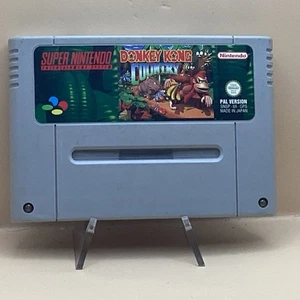 SUPER NINTENDO
ENTERTAINMENT SYSTEM
DONKEY KONG
COUNTRY
Nintendo
PAL VERSION
MADE IN JAPAN